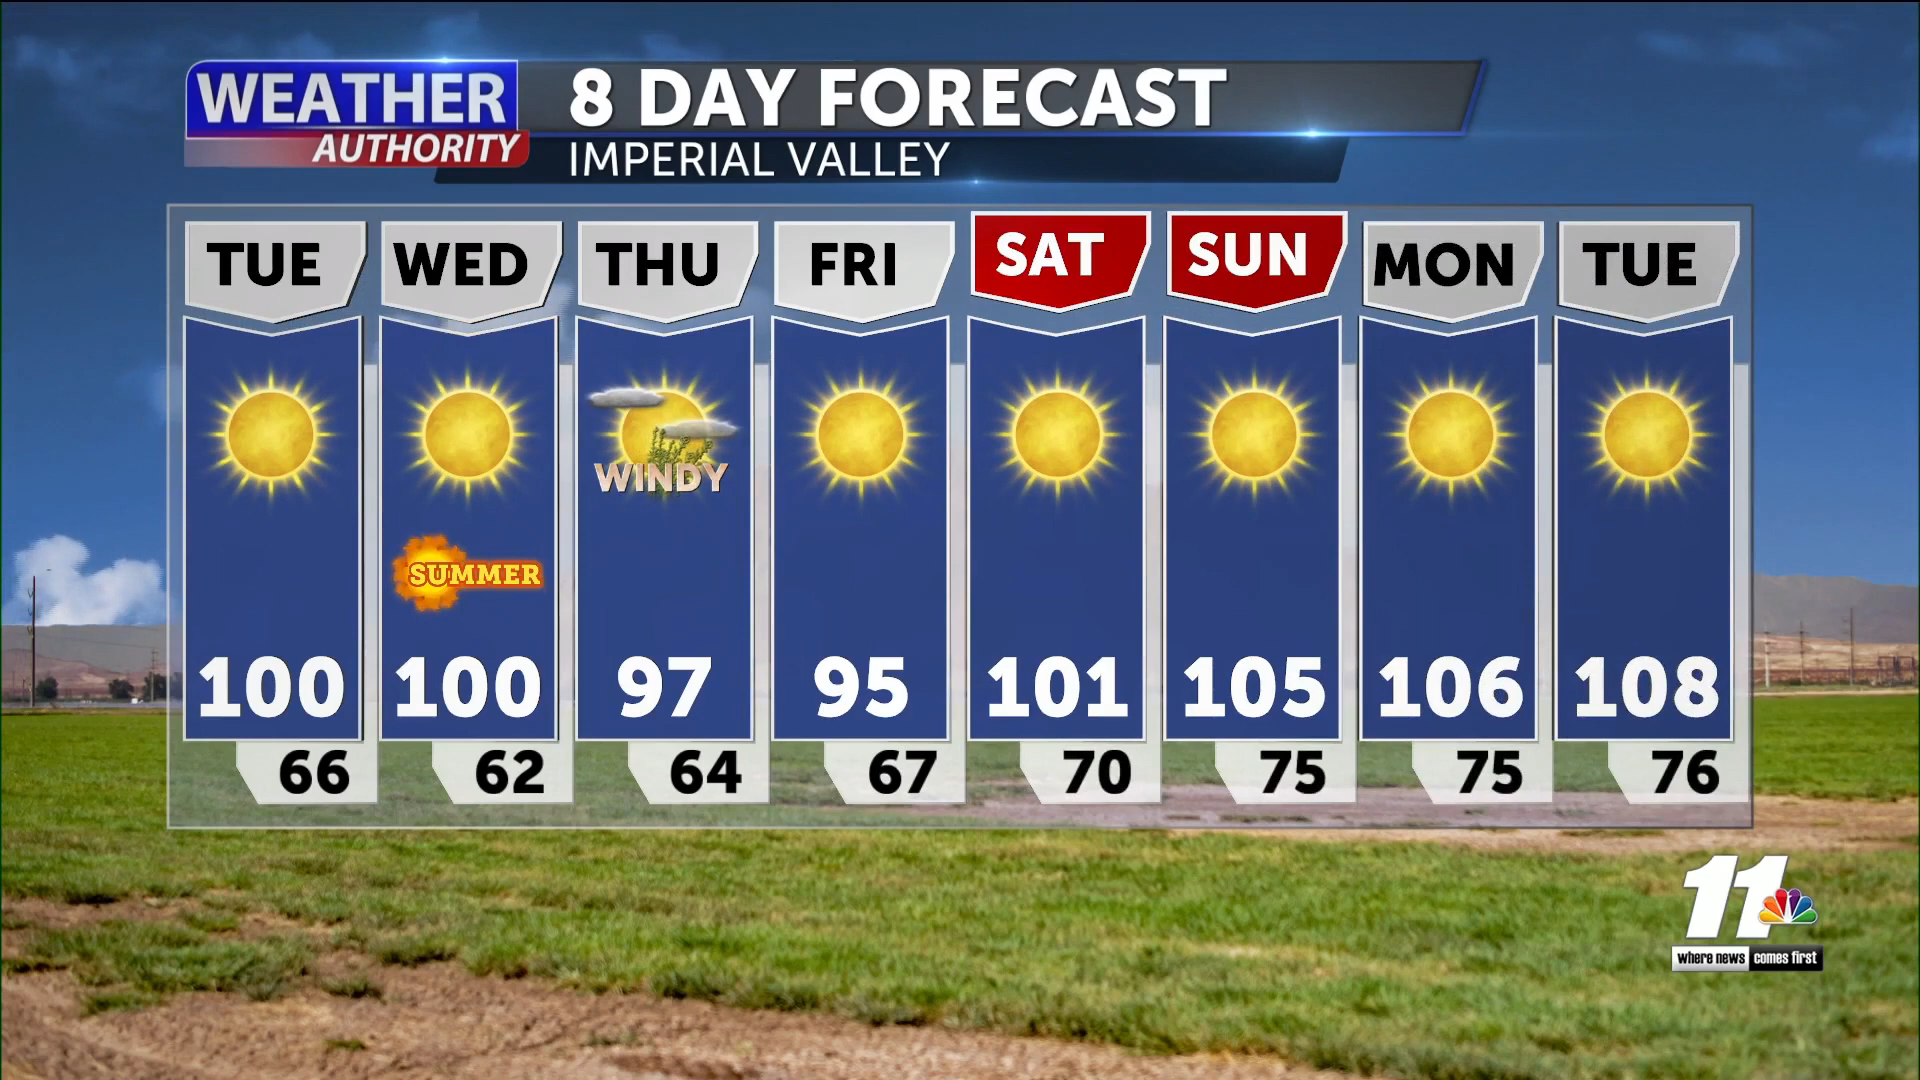 WEATHER
AUTHORITY
8 DAY FORECAST
IMPERIAL VALLEY
TUE WED THU FRI SAT SUN MON TUE
WINDY
SUMMER
100 100 97 95 101 105 106 108
66 62 64 67 70 75 75 76
11
where news comes first